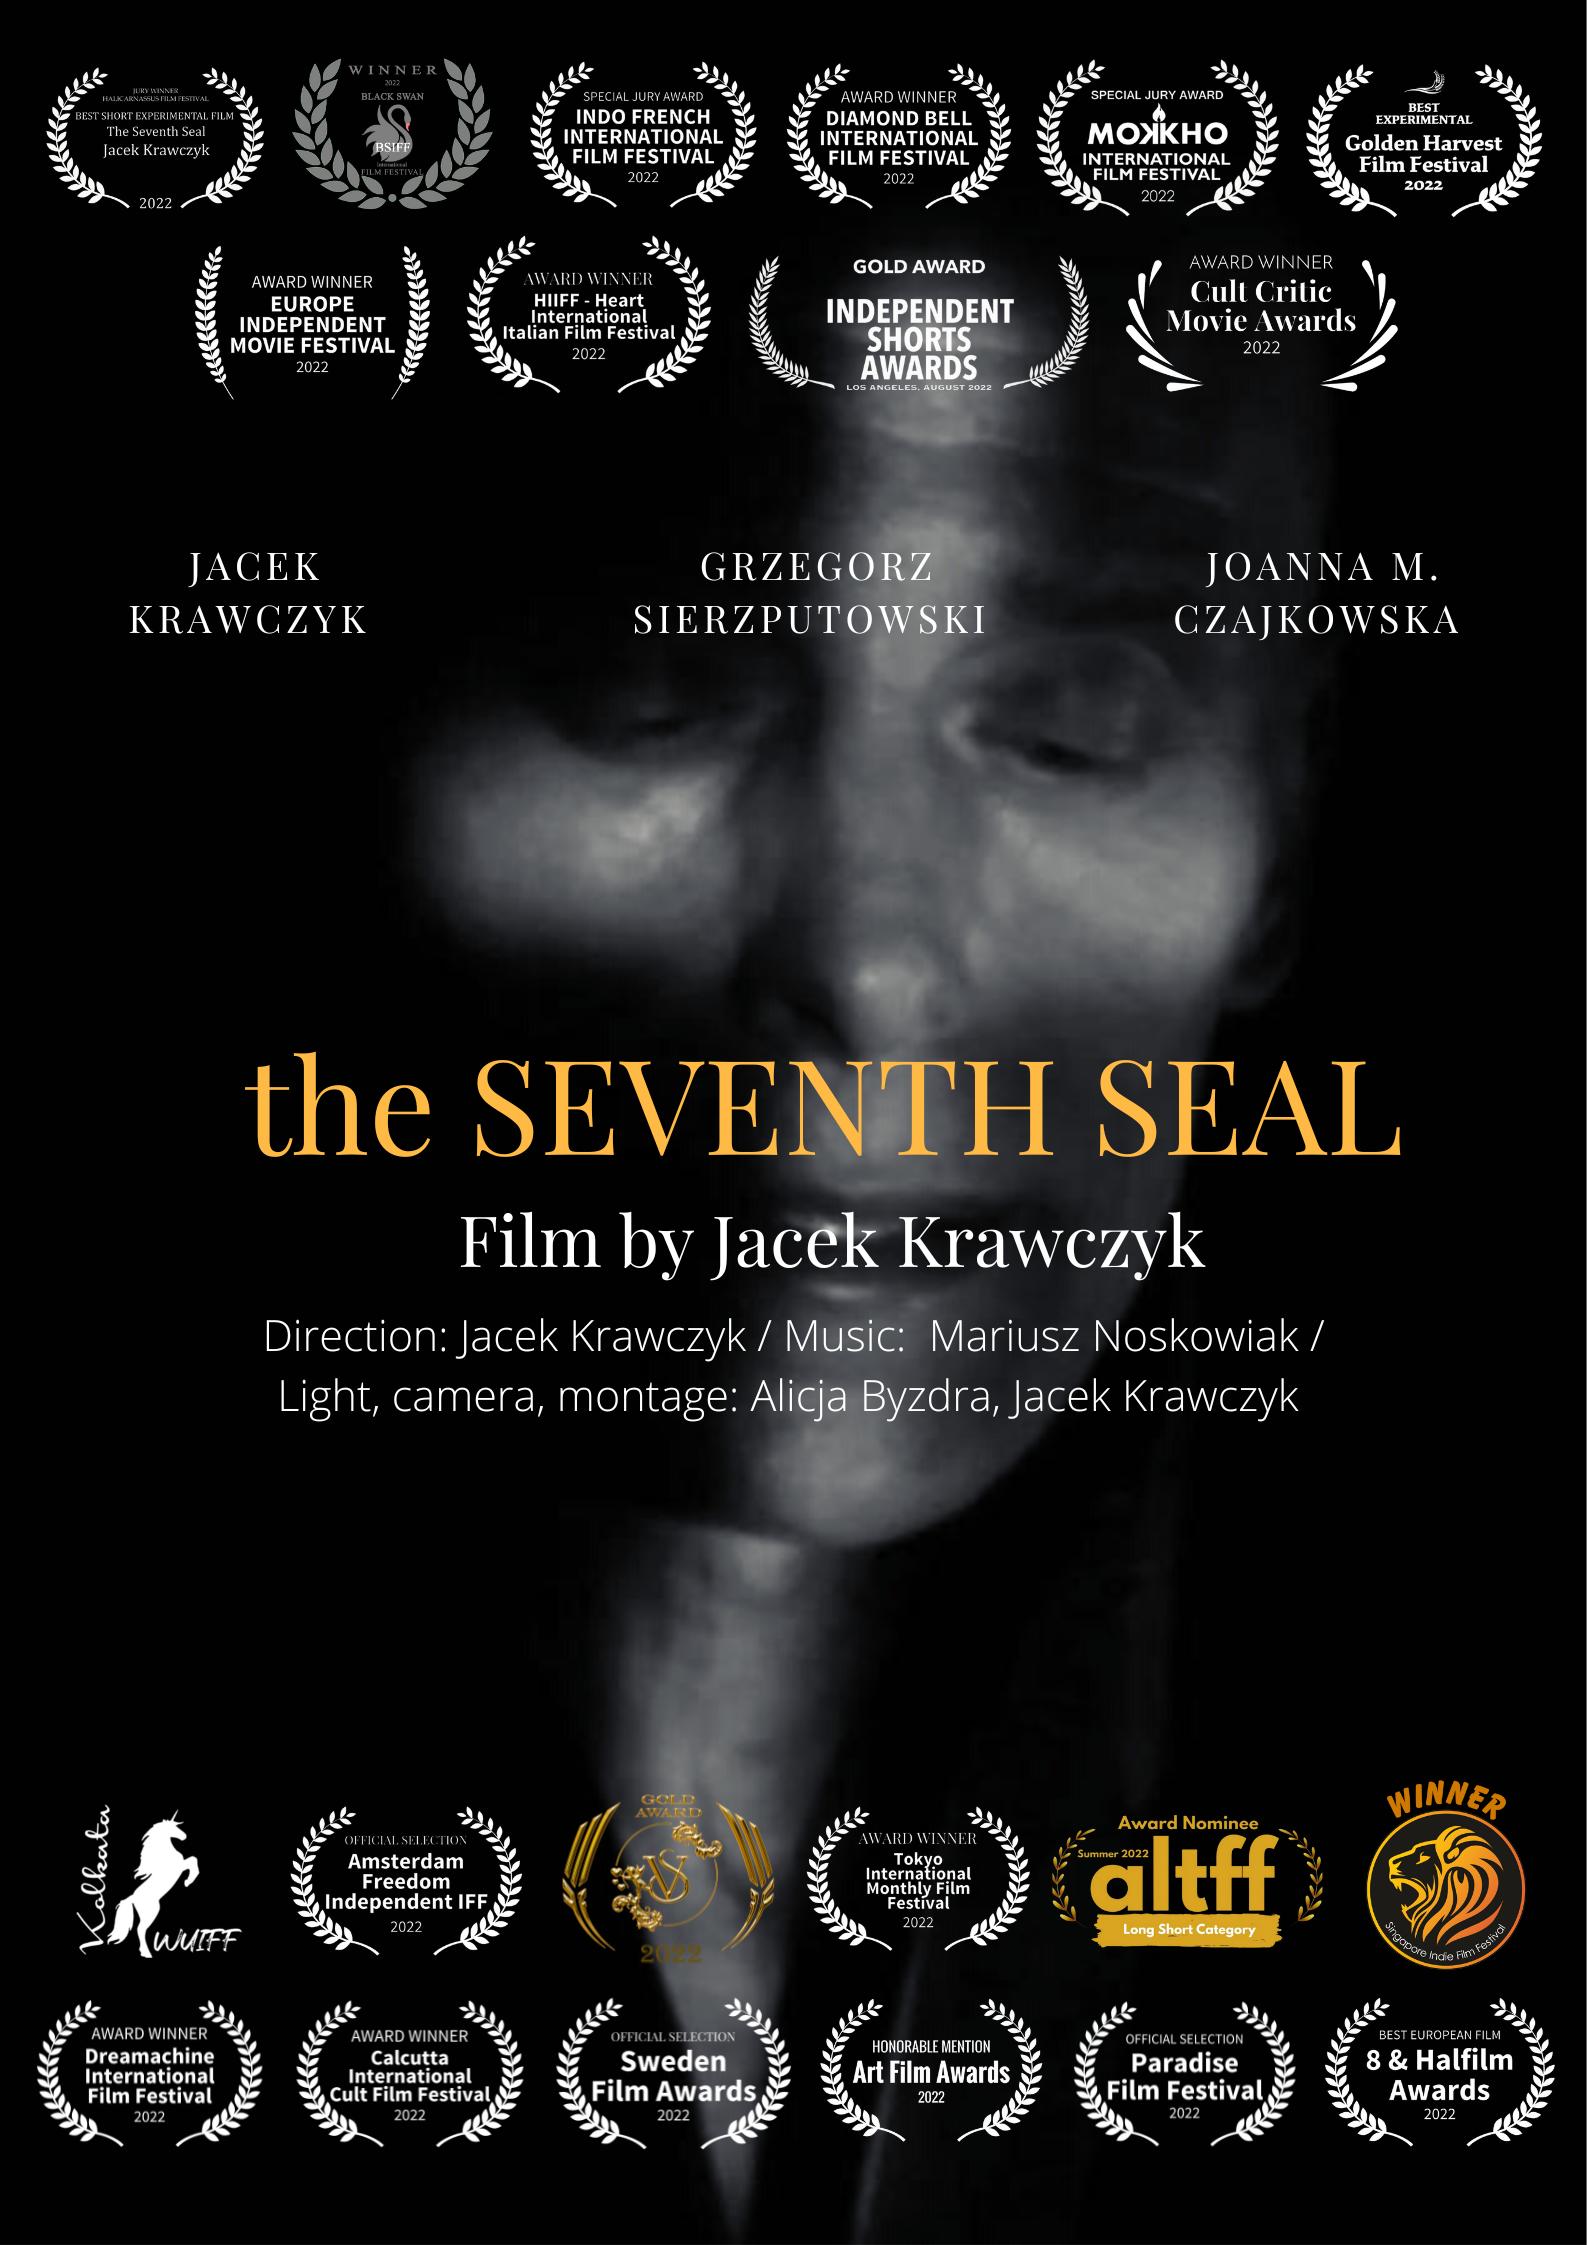 JURY WINNER
HALICARNASSUS FILM FESTIVAL
BEST SHORT EXPERIMENTAL FILM
The Seventh Seal
Jacek Krawczyk
2022
WINNER
2022
BLACK SWAN
BSIFF
International
FILM FESTIVAL
SPECIAL JURY AWARD
INDO FRENCH
INTERNATIONAL
FILM FESTIVAL
2022
AWARD WINNER
DIAMOND BELL
INTERNATIONAL
FILM FESTIVAL
2022
SPECIAL JURY AWARD
MOKKHO
INTERNATIONAL
FILM FESTIVAL
2022
BEST
EXPERIMENTAL
Golden Harvest
Film Festival
2022
AWARD WINNER
EUROPE
INDEPENDENT
MOVIE FESTIVAL
2022
AWARD WINNER
HIIFF - Heart
International
Italian Film Festival
2022
GOLD AWARD
INDEPENDENT
SHORTS
AWARDS
LOS ANGELES, AUGUST 2022
AWARD WINNER
Cult Critic
Movie Awards
2022
JACEK
KRAWCZYK
GRZEGORZ
SIERZPUTOWSKI
JOANNA M.
CZAJKOWSKA
the SEVENTH SEAL
Film by Jacek Krawczyk
Direction: Jacek Krawczyk / Music: Mariusz Noskowiak /
Light, camera, montage: Alicja Byzdra, Jacek Krawczyk
Kolkata
WUIFF
OFFICIAL SELECTION
Amsterdam
Freedom
Independent IFF
2022
GOLD
AWARD
VS
2022
AWARD WINNER
Tokyo
International
Monthly Film
Festival
2022
Award Nominee
Summer 2022
altff
Long Short Category
WINNER
Singapore Indie Film Festival
AWARD WINNER
Dreamachine
International
Film Festival
2022
AWARD WINNER
Calcutta
International
Cult Film Festival
2022
OFFICIAL SELECTION
Sweden
Film Awards
2022
HONORABLE MENTION
Art Film Awards
2022
OFFICIAL SELECTION
Paradise
Film Festival
2022
BEST EUROPEAN FILM
8 & Halfilm
Awards
2022